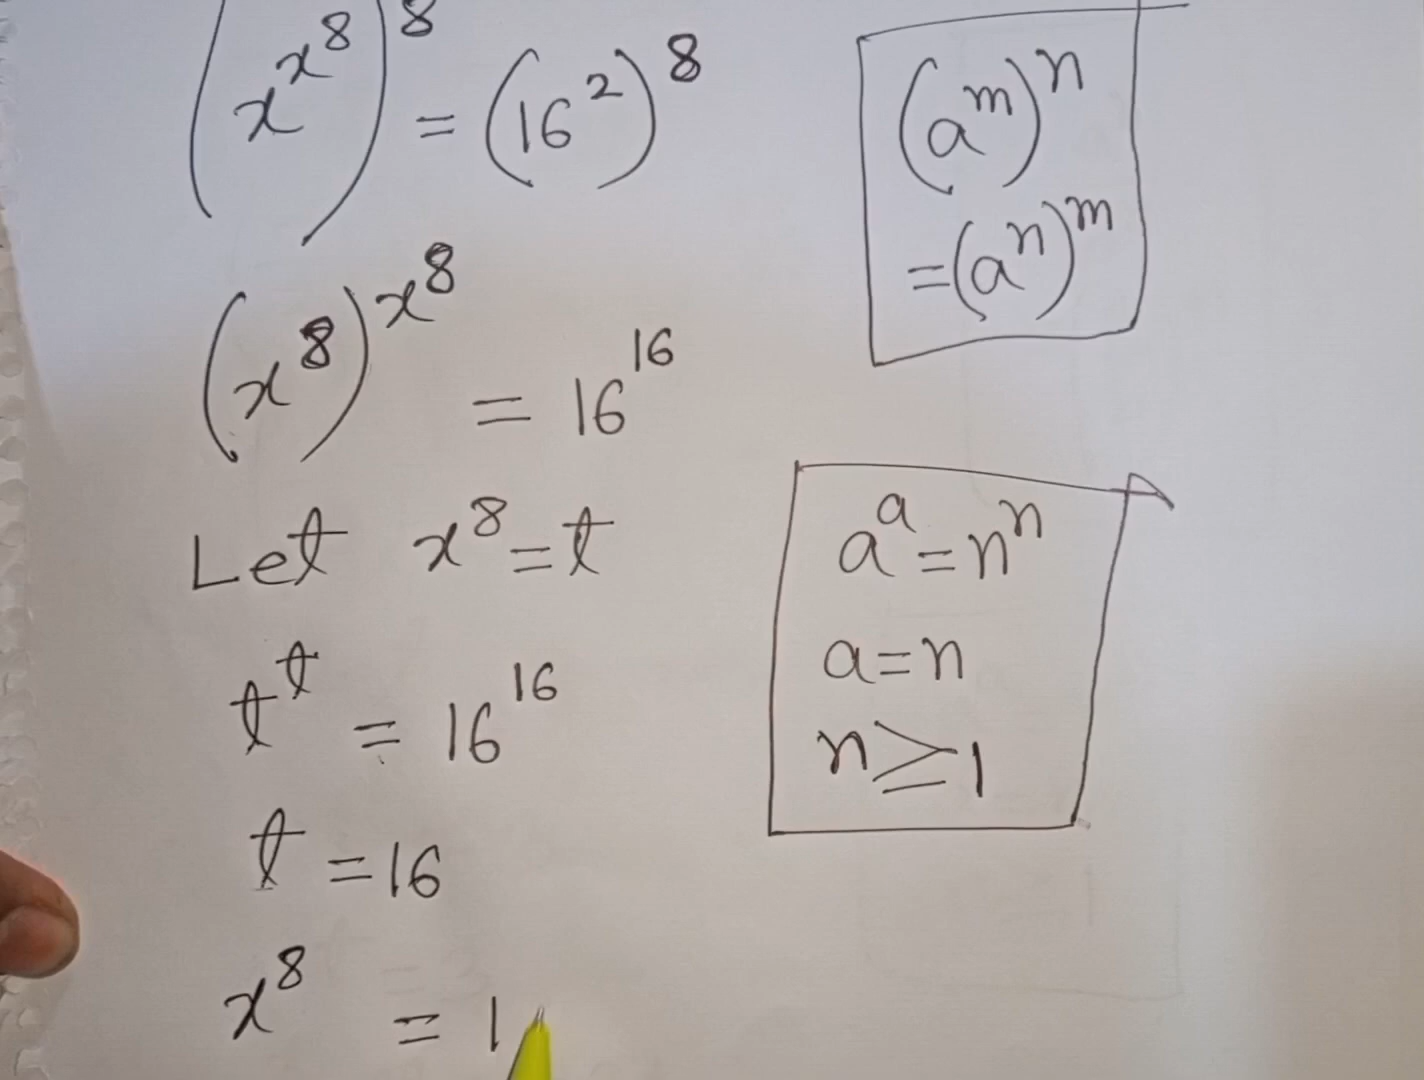 (x^x^8)^8 = (16^2)^8
(x^8)^x^8 = 16^16
Let x^8 = t
t^t = 16^16
t = 16
x^8 = 1
(a^m)^n
=(a^n)^m
a^a = n^n
a=n
n≥1